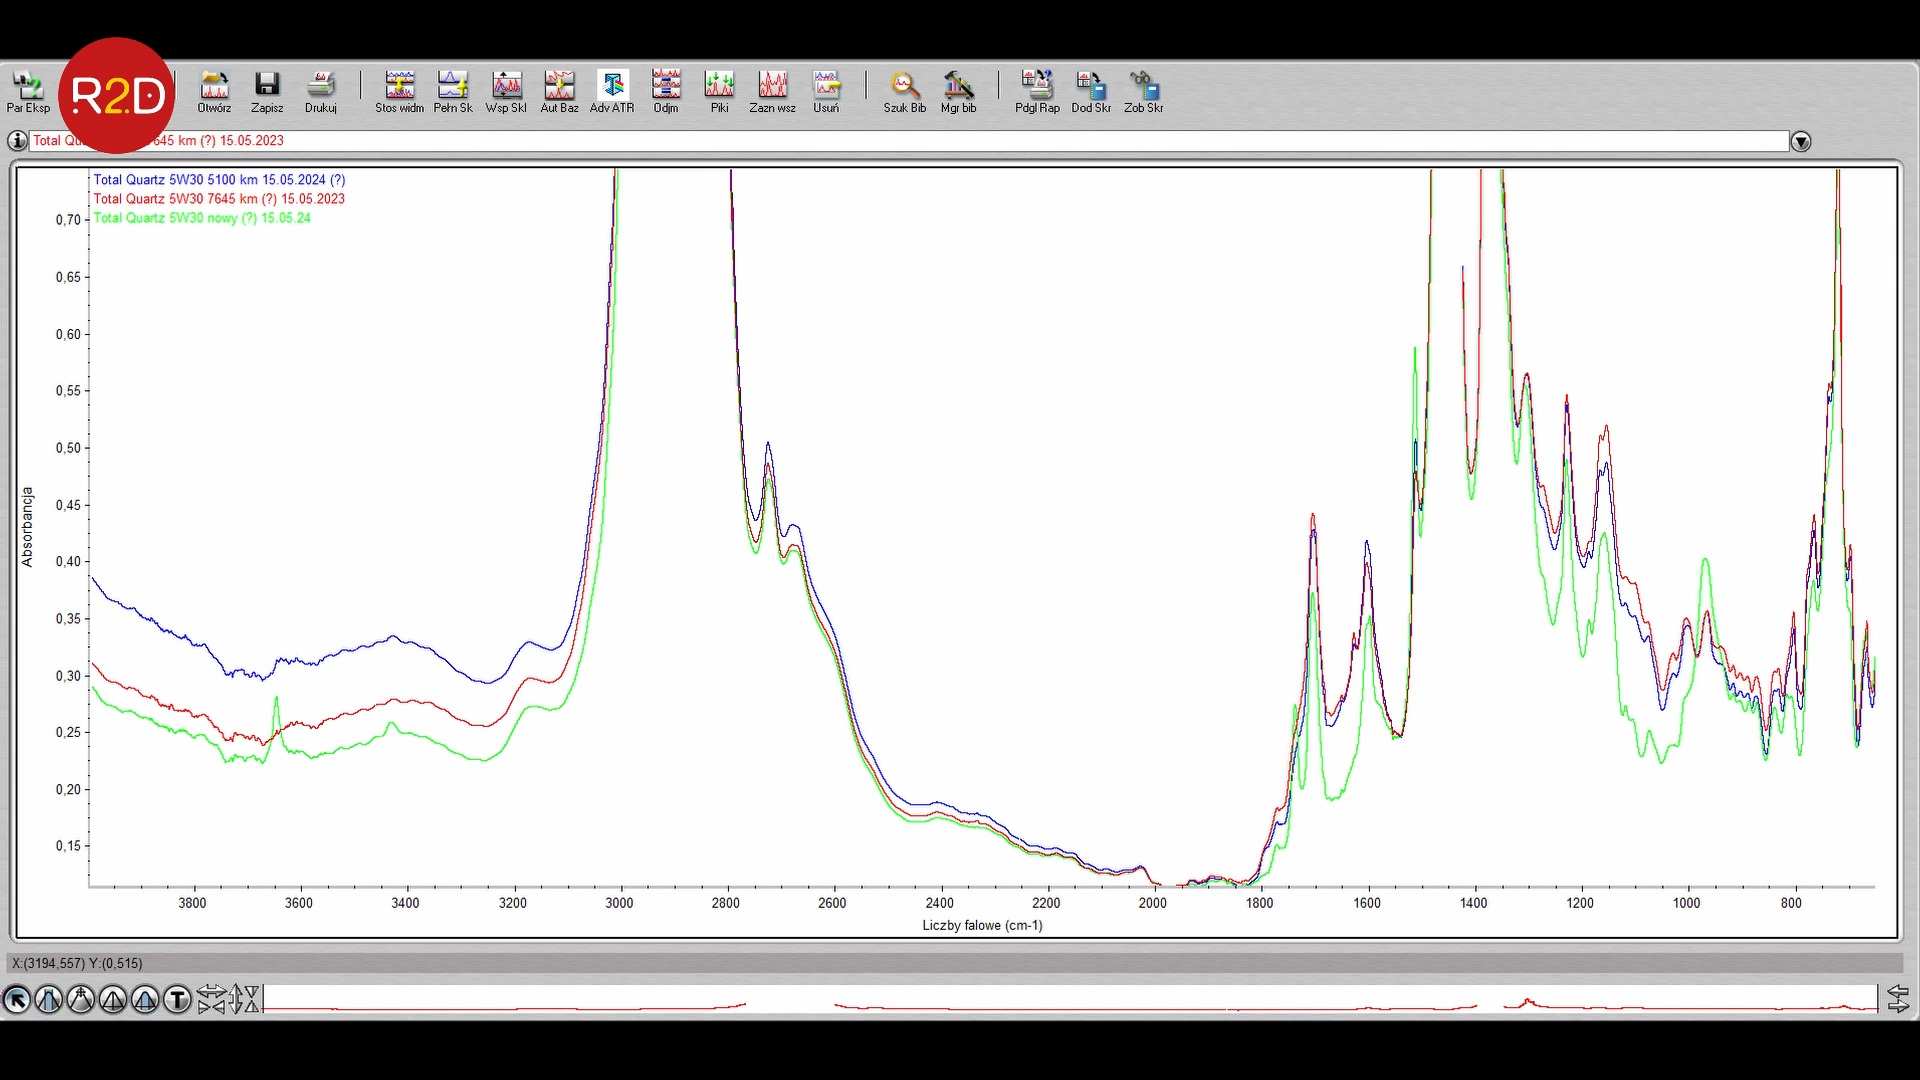 R2D
Par Eksp
Otwórz
Zapisz
Drukuj
Stos widm
Pełn Sk
Wsp Skl
Aut Baz
Adv ATR
Odjm
Piki
Zazn wsz
Usuń
Szuk Bib
Mgr bib
Pdgl Rap
Dod Skr
Zob Skr
Total Qu 645 km (?) 15.05.2023
Total Quartz 5W30 5100 km 15.05.2024 (?)
Total Quartz 5W30 7645 km (?) 15.05.2023
Total Quartz 5W30 nowy (?) 15.05.24
0,70
0,65
0,60
0,55
0,50
0,45
0,40
0,35
0,30
0,25
0,20
0,15
Absorbancja
3800 3600 3400 3200 3000 2800 2600 2400 2200 2000 1800 1600 1400 1200 1000 800
Liczby falowe (cm-1)
X:(3194,557) Y:(0,515)
T